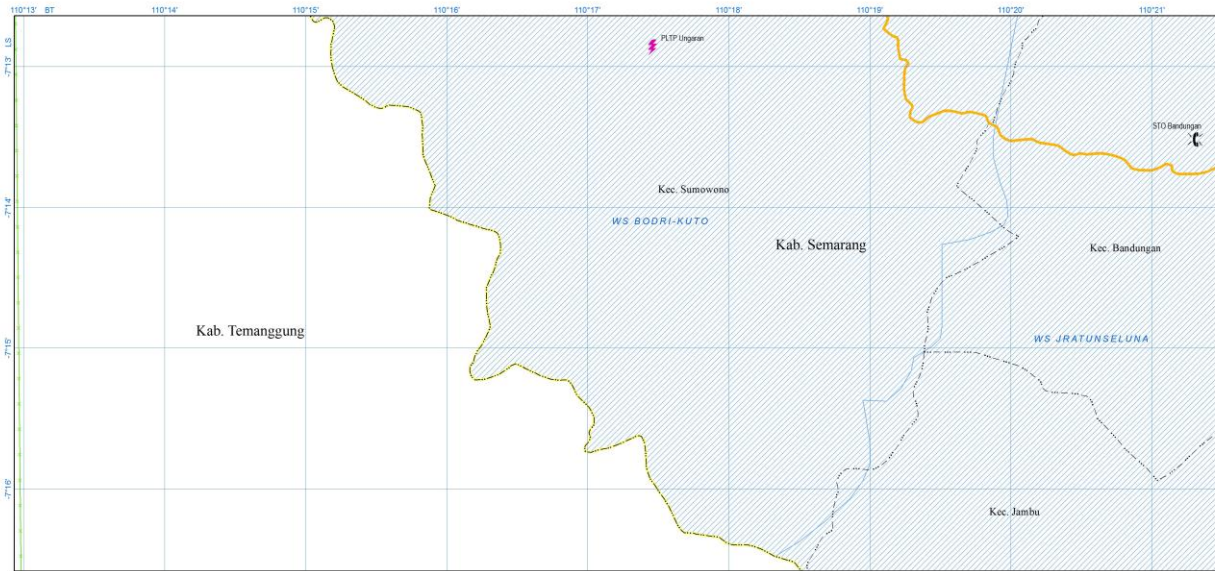 110°13' BT
110°14'
110°15'
110°16'
110°17'
110°18'
110°19'
110°20'
110°21'
LS
-7°13'
PLTP Ungaran
STO Bandungan
Kec. Sumowono
-7°14'
WS BODRI-KUTO
Kab. Semarang
Kec. Bandungan
Kab. Temanggung
WS JRATUNSELUNA
-7°15'
-7°16'
Kec. Jambu